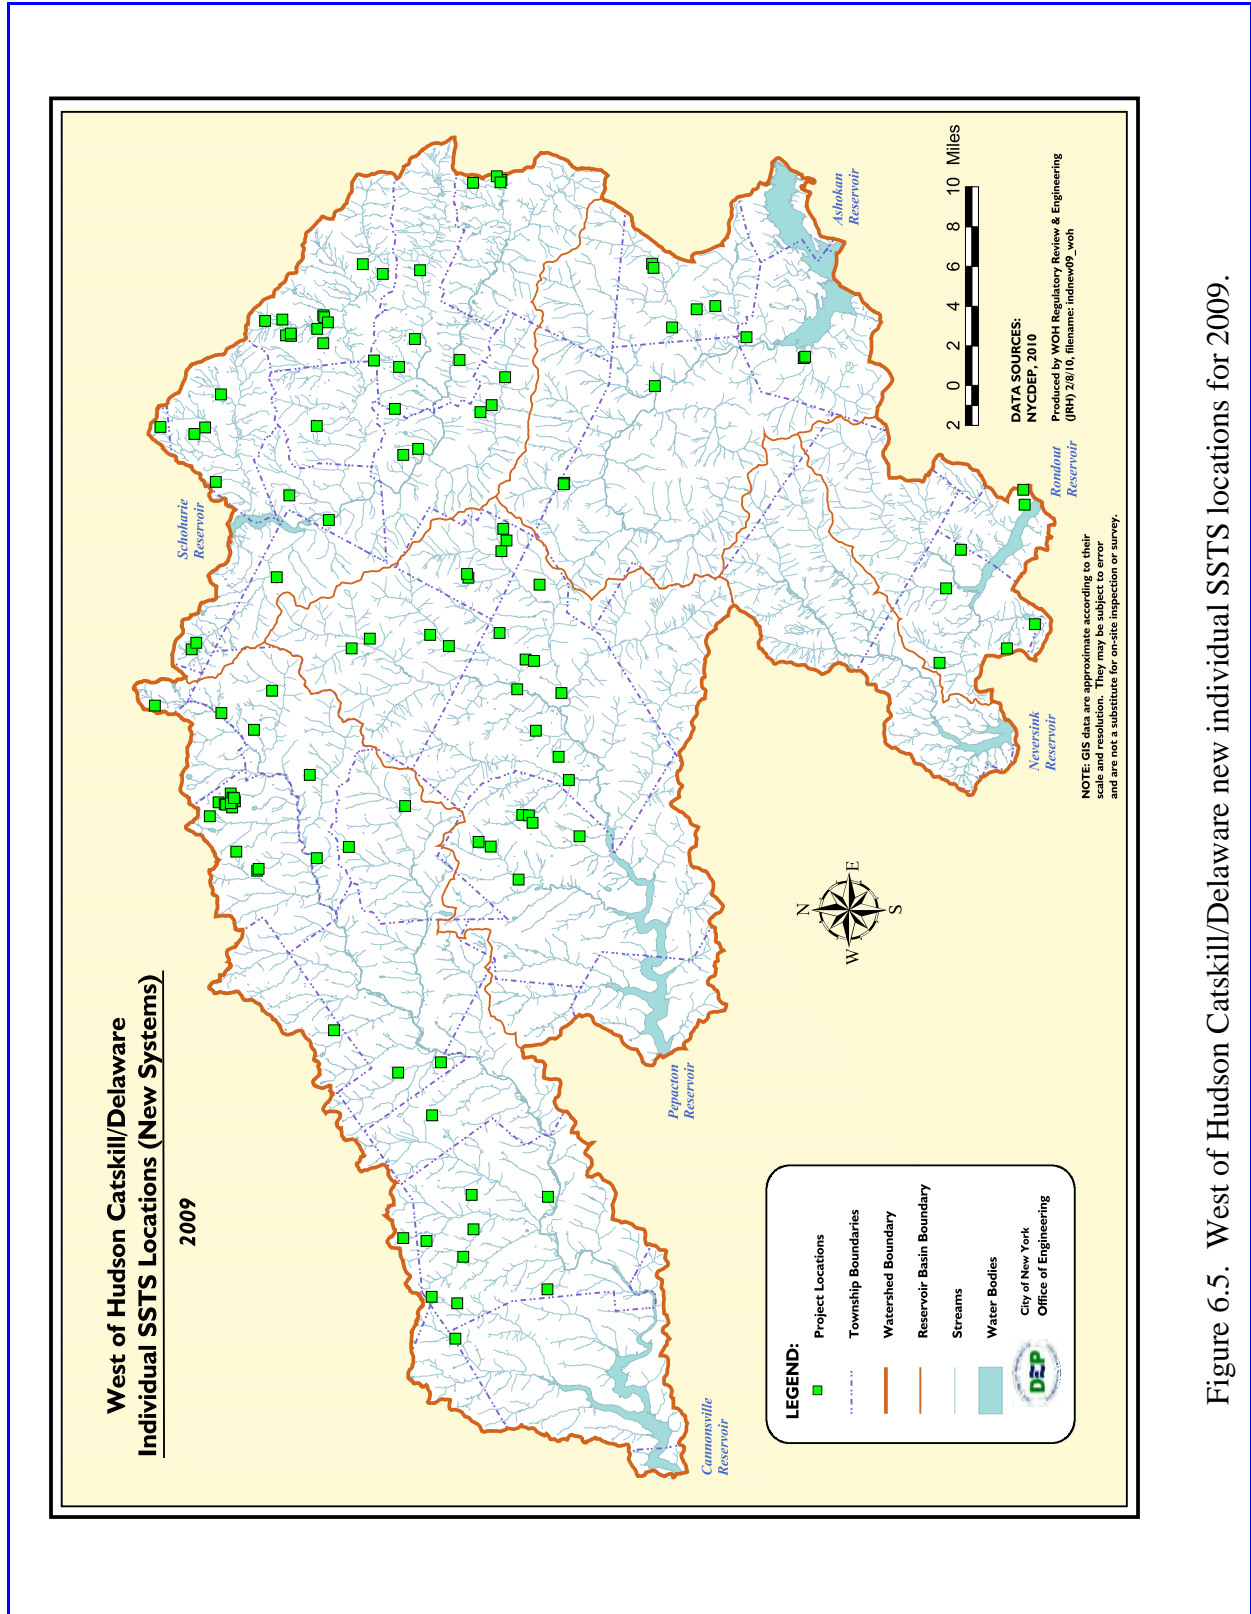 West of Hudson Catskill/Delaware
Individual SSTS Locations (New Systems)
2009
Schoharie
Reservoir
Ashokan
Reservoir
Rondout
Reservoir
Neversink
Reservoir
Pepacton
Reservoir
Cannonsville
Reservoir
N
W E
S
LEGEND:
Project Locations
Township Boundaries
Watershed Boundary
Reservoir Basin Boundary
Streams
Water Bodies
DEP
City of New York
Office of Engineering
2 0 2 4 6 8 10 Miles
DATA SOURCES:
NYCDEP, 2010
Produced by WOH Regulatory Review & Engineering
(JRH) 2/8/10, filename: indnew09_woh
NOTE: GIS data are approximate according to their
scale and resolution. They may be subject to error
and are not a substitute for on-site inspection or survey.
Figure 6.5. West of Hudson Catskill/Delaware new individual SSTS locations for 2009.